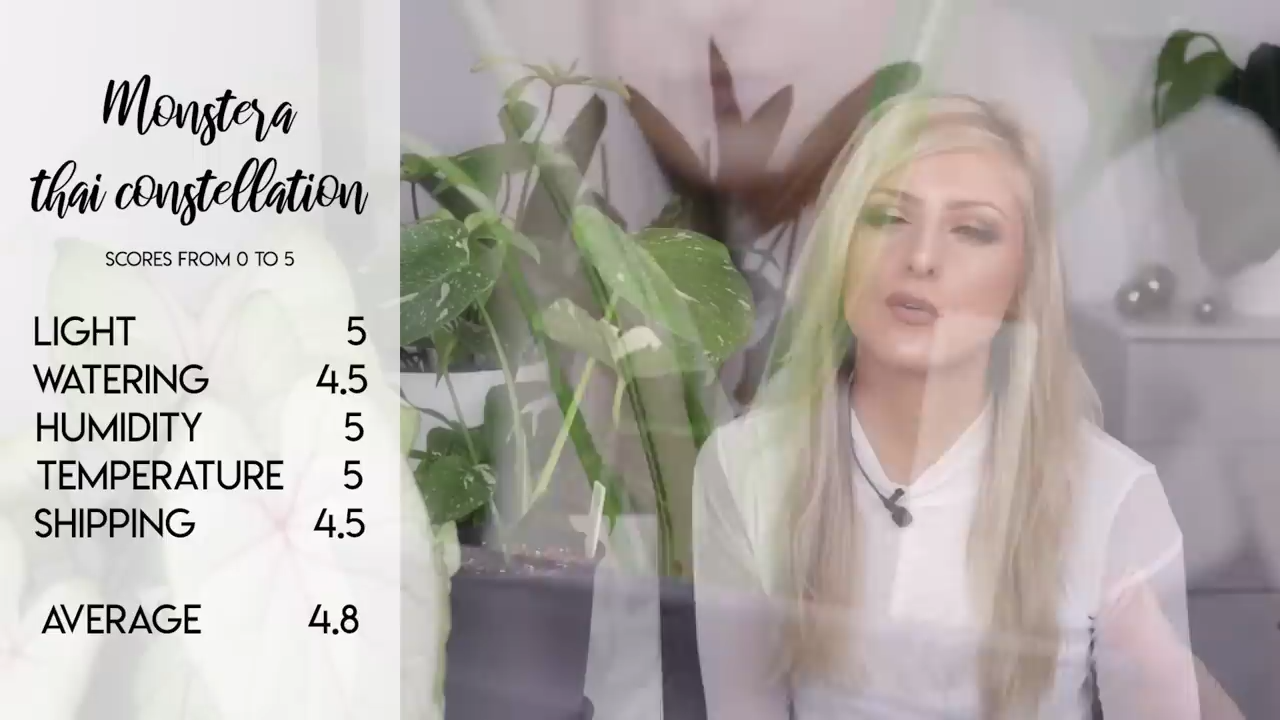 Monstera
thai constellation
SCORES FROM 0 TO 5
LIGHT 5
WATERING 4.5
HUMIDITY 5
TEMPERATURE 5
SHIPPING 4.5
AVERAGE 4.8